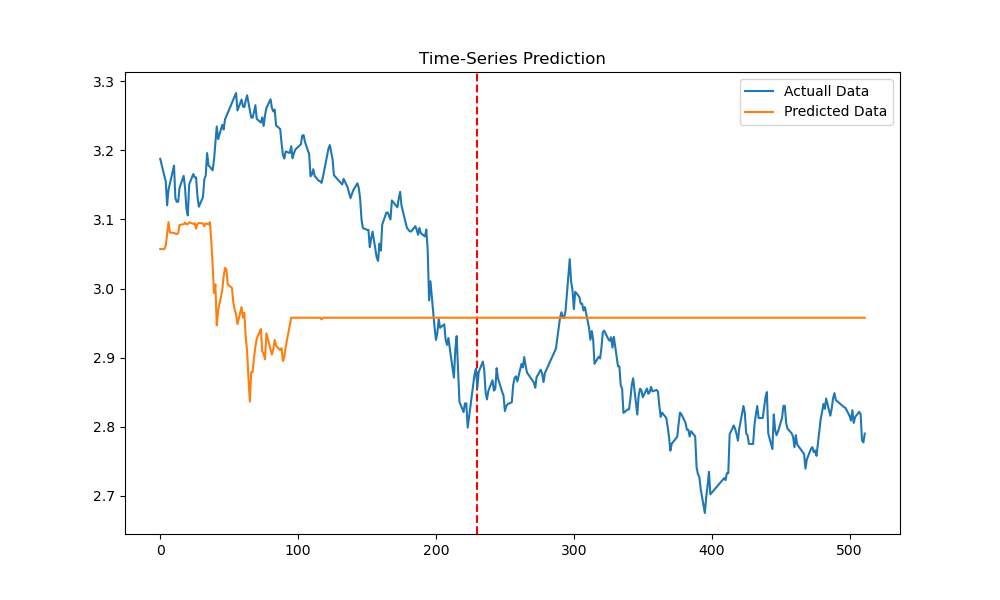 Time-Series Prediction
Actuall Data
Predicted Data
3.3
3.2
3.1
3.0
2.9
2.8
2.7
0 100 200 300 400 500